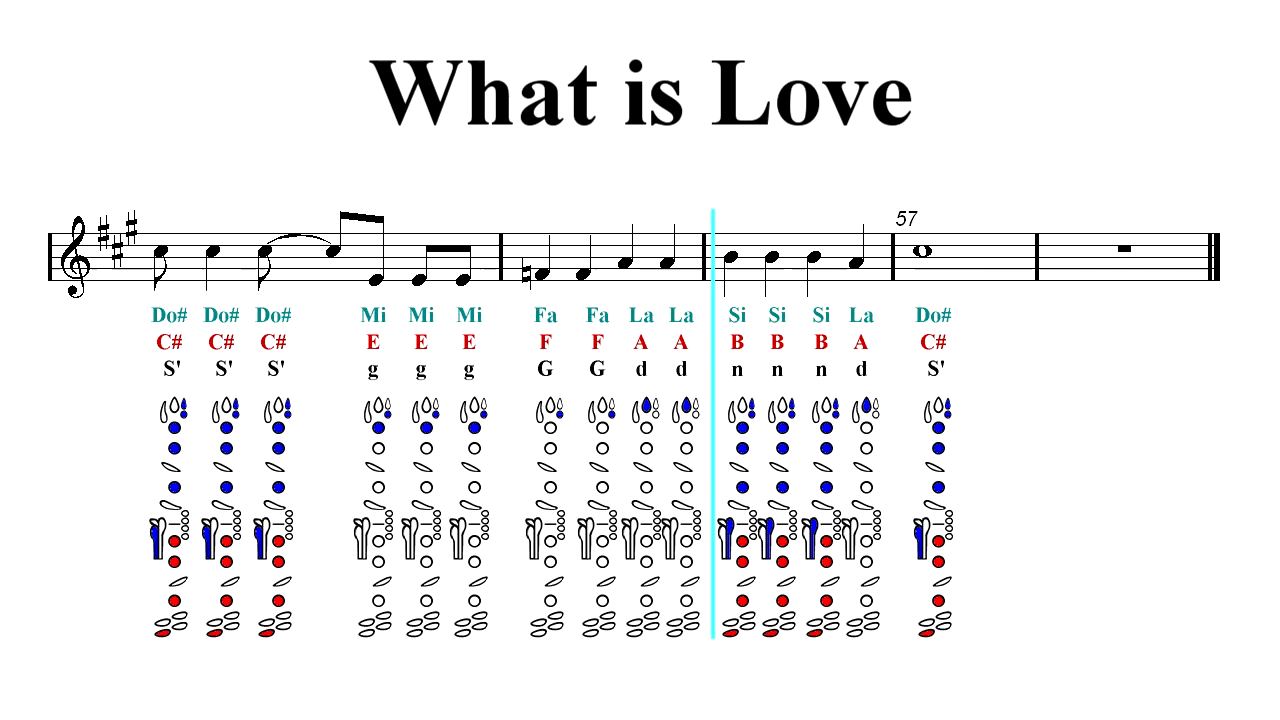 What is Love
57
Do# Do# Do# Mi Mi Mi Fa Fa La La Si Si Si La Do#
C# C# C# E E E F F A A B B B A C#
S' S' S' g g g G G d d n n n d S'